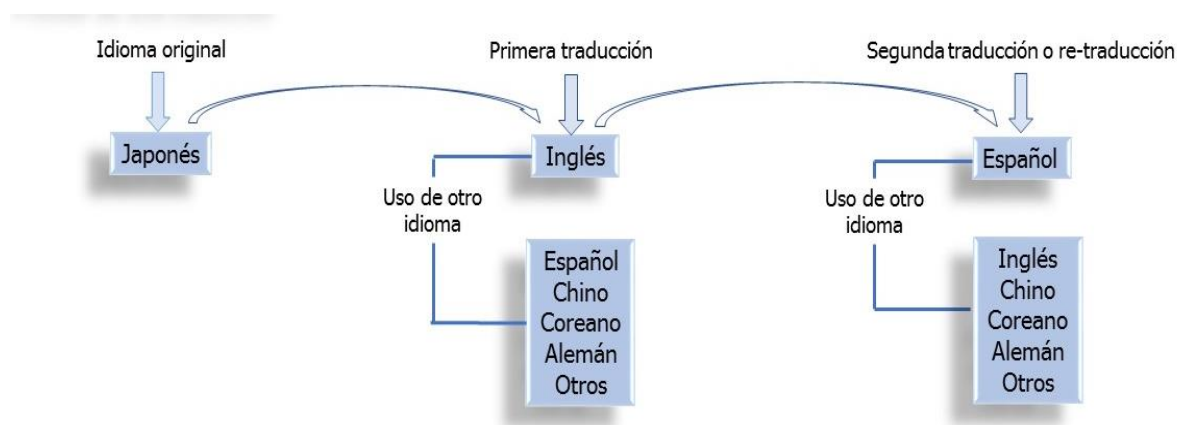 Idioma original
Primera traducción
Segunda traducción o re-traducción
Japonés
Inglés
Español
Uso de otro
idioma
Uso de otro
idioma
Español
Chino
Coreano
Alemán
Otros
Inglés
Chino
Coreano
Alemán
Otros